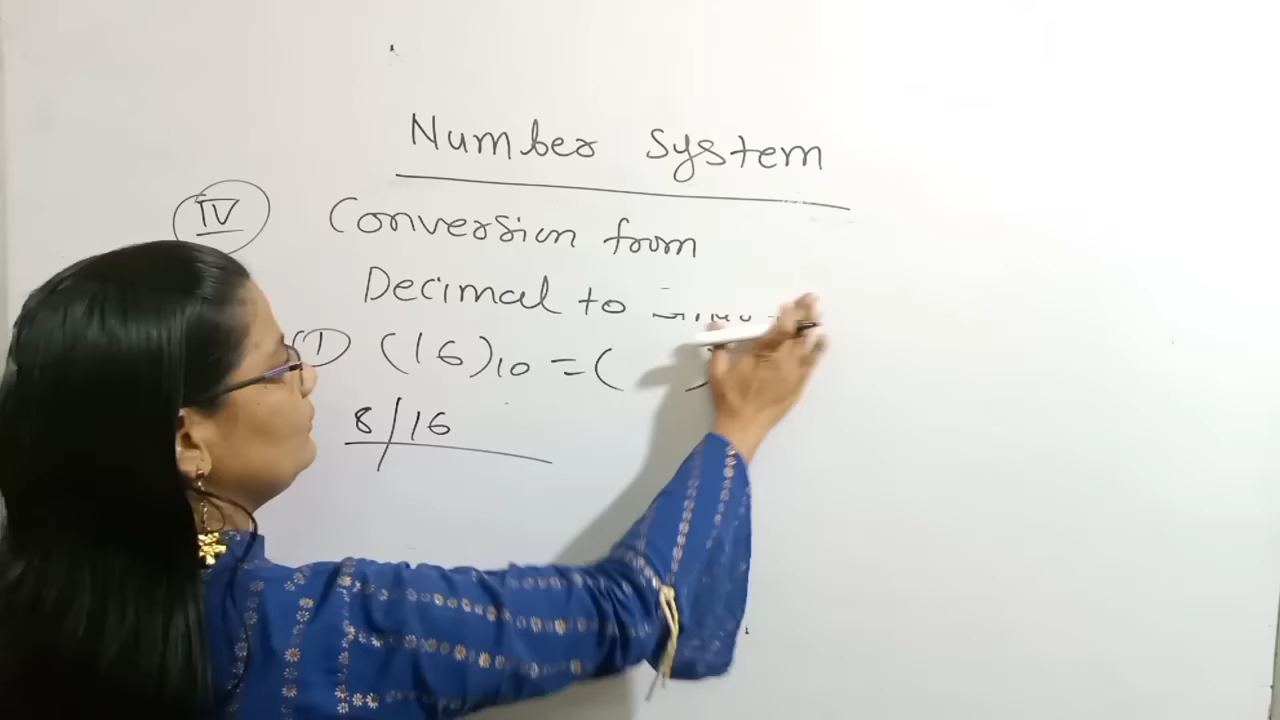 Number System
IV Conversion from
Decimal to
(1) (16)10 = ( )
8/16